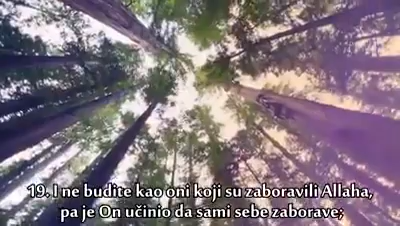 19. I ne budite kao oni koji su zaboravili Allaha,
pa je On učinio da sami sebe zaborave;